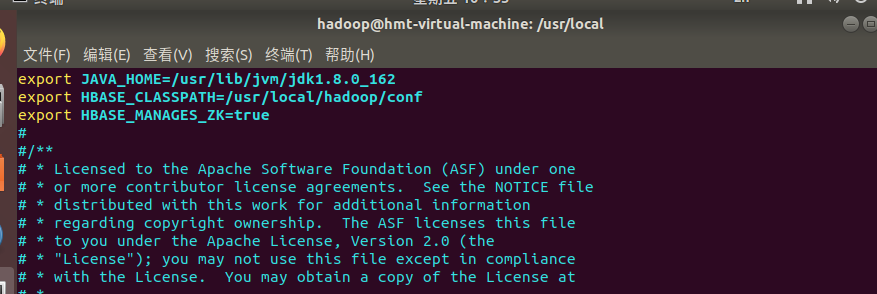 hadoop@hmt-virtual-machine: /usr/local
文件(F) 编辑(E) 查看(V) 搜索(S) 终端(T) 帮助(H)
export JAVA_HOME=/usr/lib/jvm/jdk1.8.0_162
export HBASE_CLASSPATH=/usr/local/hadoop/conf
export HBASE_MANAGES_ZK=true
#
#/**
# * Licensed to the Apache Software Foundation (ASF) under one
# * or more contributor license agreements.  See the NOTICE file
# * distributed with this work for additional information
# * regarding copyright ownership.  The ASF licenses this file
# * to you under the Apache License, Version 2.0 (the
# * "License"); you may not use this file except in compliance
# * with the License.  You may obtain a copy of the License at